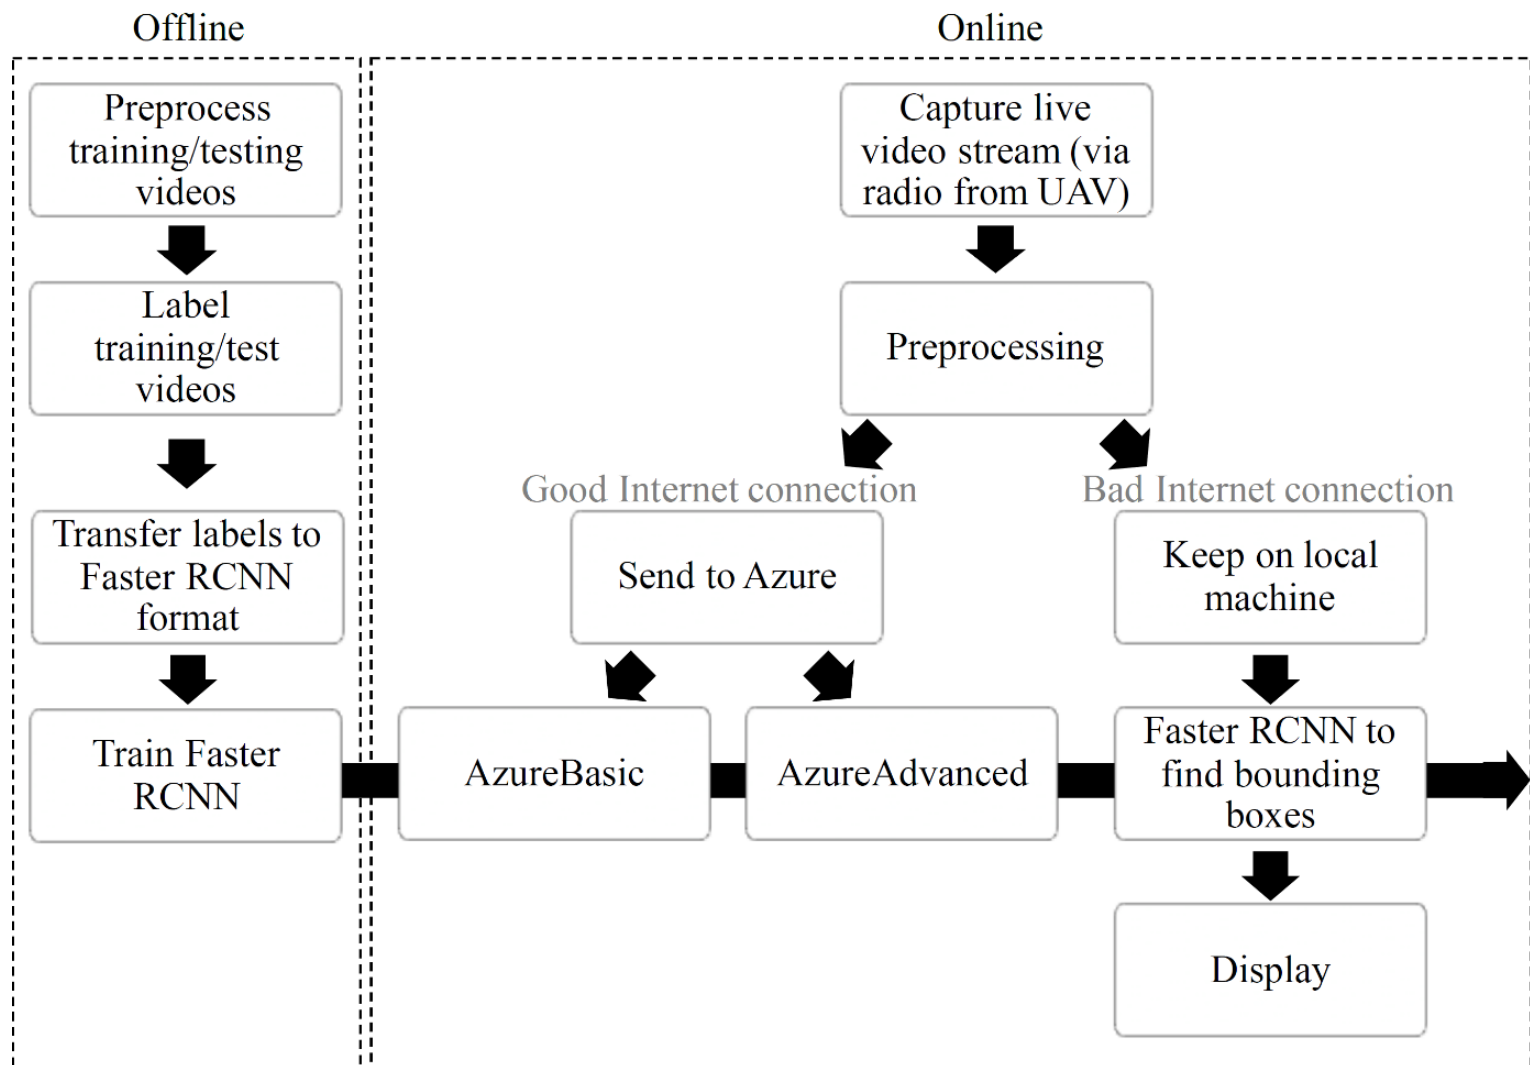 Offline
Preprocess
training/testing
videos
Label
training/test
videos
Transfer labels to
Faster RCNN
format
Train Faster
RCNN
Online
Capture live
video stream (via
radio from UAV)
Preprocessing
Good Internet connection
Bad Internet connection
Send to Azure
Keep on local
machine
AzureBasic
AzureAdvanced
Faster RCNN to
find bounding
boxes
Display